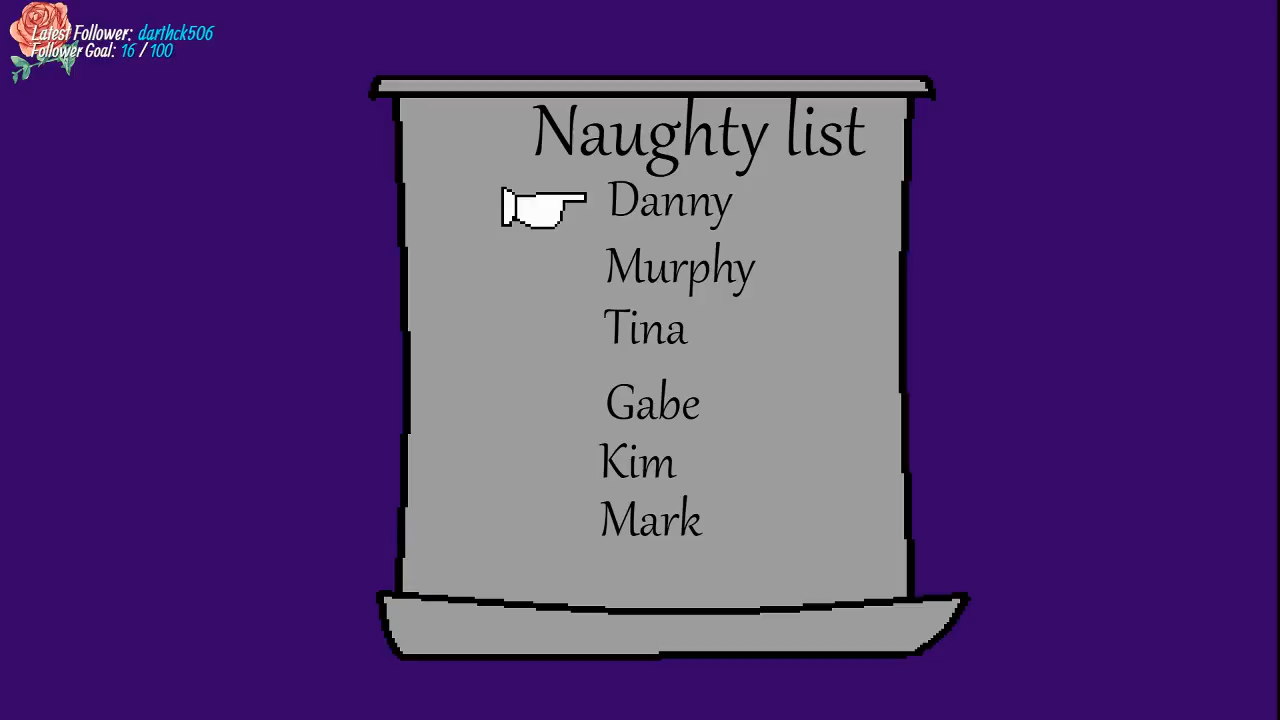 Latest Follower: darthck506
Follower Goal: 16 / 100
Naughty list
Danny
Murphy
Tina
Gabe
Kim
Mark